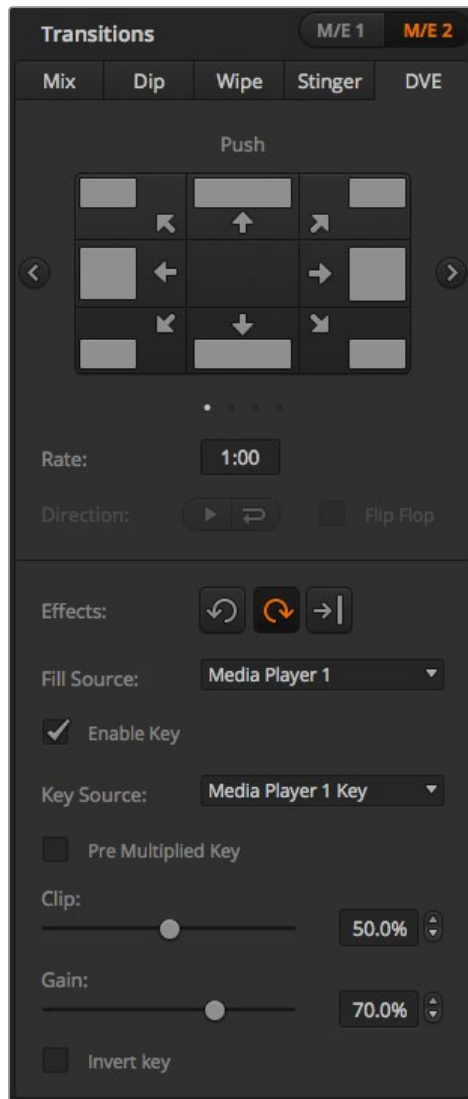 Transitions M/E 1 M/E 2
Mix Dip Wipe Stinger DVE
Push
Rate: 1:00
Direction: Flip Flop
Effects:
Fill Source: Media Player 1
Enable Key
Key Source: Media Player 1 Key
Pre Multiplied Key
Clip:
50.0%
Gain:
70.0%
Invert key